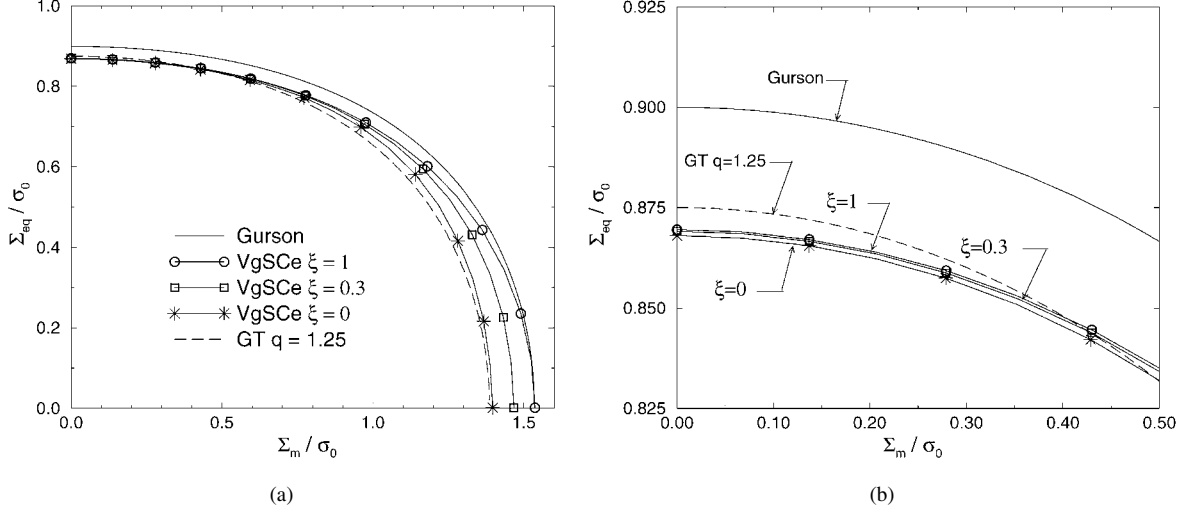 1.0
0.8
0.6
0.4
0.2
0.0
Σeq / σ0
Gurson
VgSCe ξ = 1
VgSCe ξ = 0.3
VgSCe ξ = 0
GT q = 1.25
0.0 0.5 1.0 1.5
Σm / σ0
(a)
0.925
0.900
0.875
0.850
0.825
Σeq / σ0
Gurson
GT q=1.25
ξ=1
ξ=0.3
ξ=0
0.00 0.10 0.20 0.30 0.40 0.50
Σm / σ0
(b)